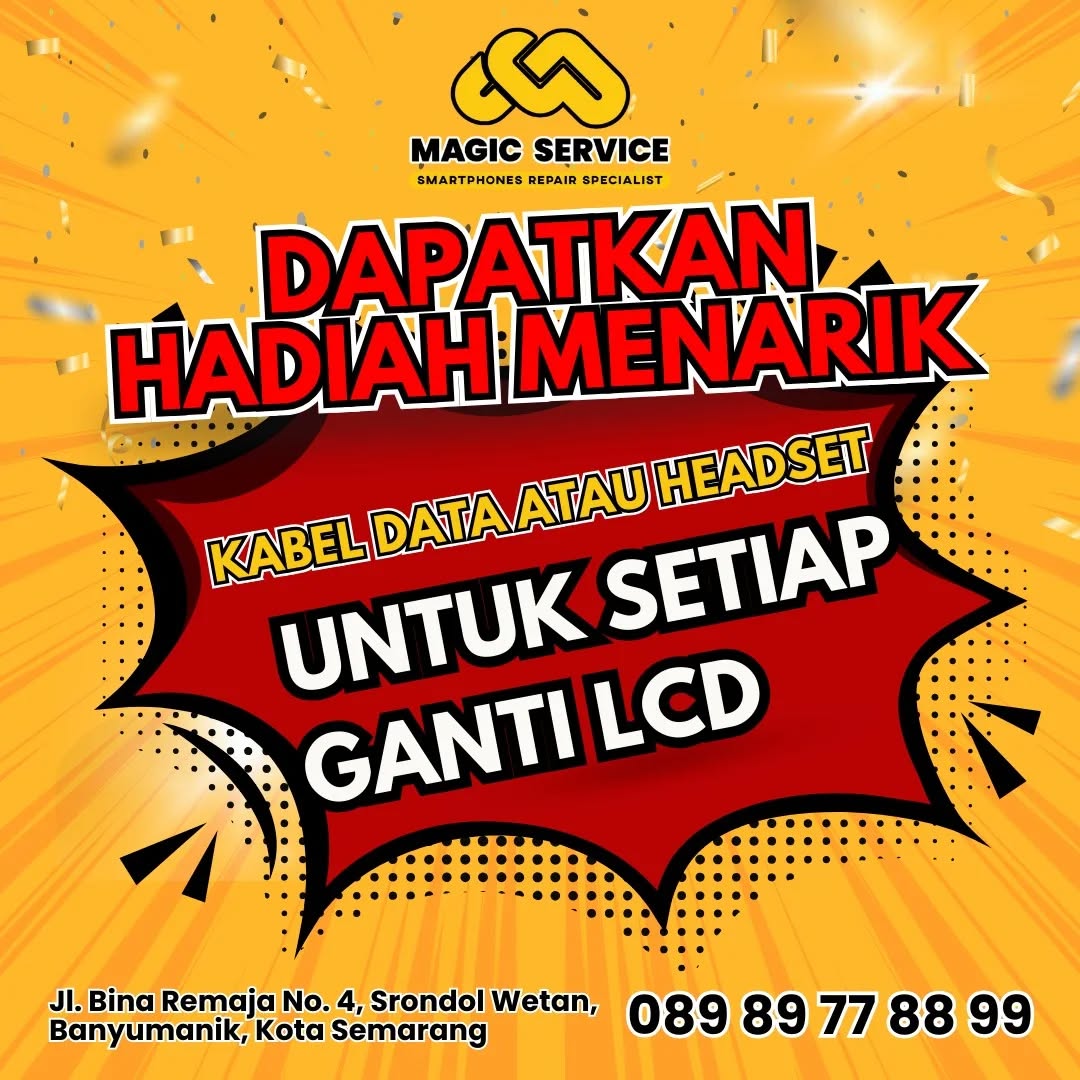 MAGIC SERVICE
SMARTPHONES REPAIR SPECIALIST
DAPATKAN
HADIAH MENARIK
KABEL DATA ATAU HEADSET
UNTUK SETIAP
GANTI LCD
Jl. Bina Remaja No. 4, Srondol Wetan,
Banyumanik, Kota Semarang
089 89 77 88 99